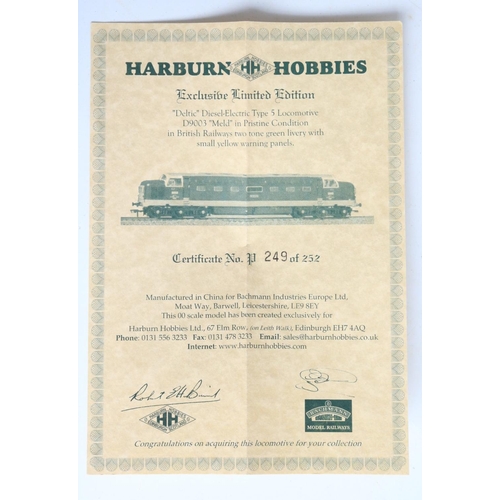 HARBURN HH HOBBIES
Exclusive Limited Edition
"Deltic" Diesel-Electric Type 5 Locomotive
D9003 "Meld" in Pristine Condition
in British Railways two tone green livery with
small yellow warning panels.
Certificate No. P 249 of 252
Manufactured in China for Bachmann Industries Europe Ltd,
Moat Way, Barwell, Leicestershire, LE9 8EY
This 00 scale model has been created exclusively for
Harburn Hobbies Ltd., 67 Elm Row, (on Leith Walk), Edinburgh EH7 4AQ
Phone: 0131 556 3233 Fax: 0131 478 3233 Email: sales@harburnhobbies.co.uk
Internet: www.harburnhobbies.com
HH
BACHMANN
MODEL RAILWAYS
Congratulations on acquiring this locomotive for your collection